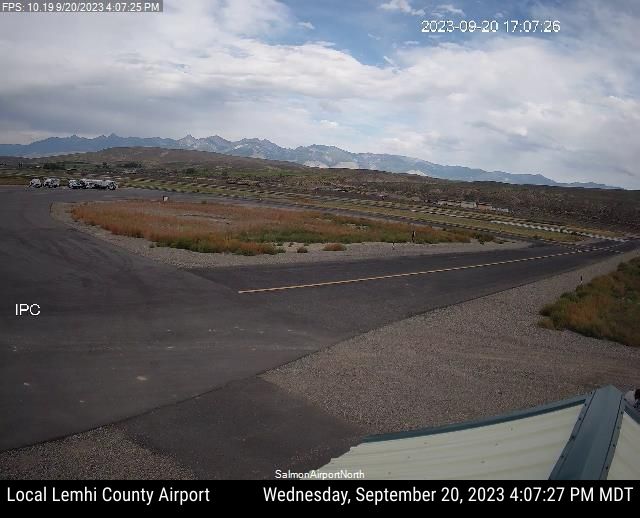 FPS: 10.19 9/20/2023 4:07:25 PM
2023-09-20 17:07:26
IPC
SalmonAirportNorth
Local Lemhi County Airport Wednesday, September 20, 2023 4:07:27 PM MDT